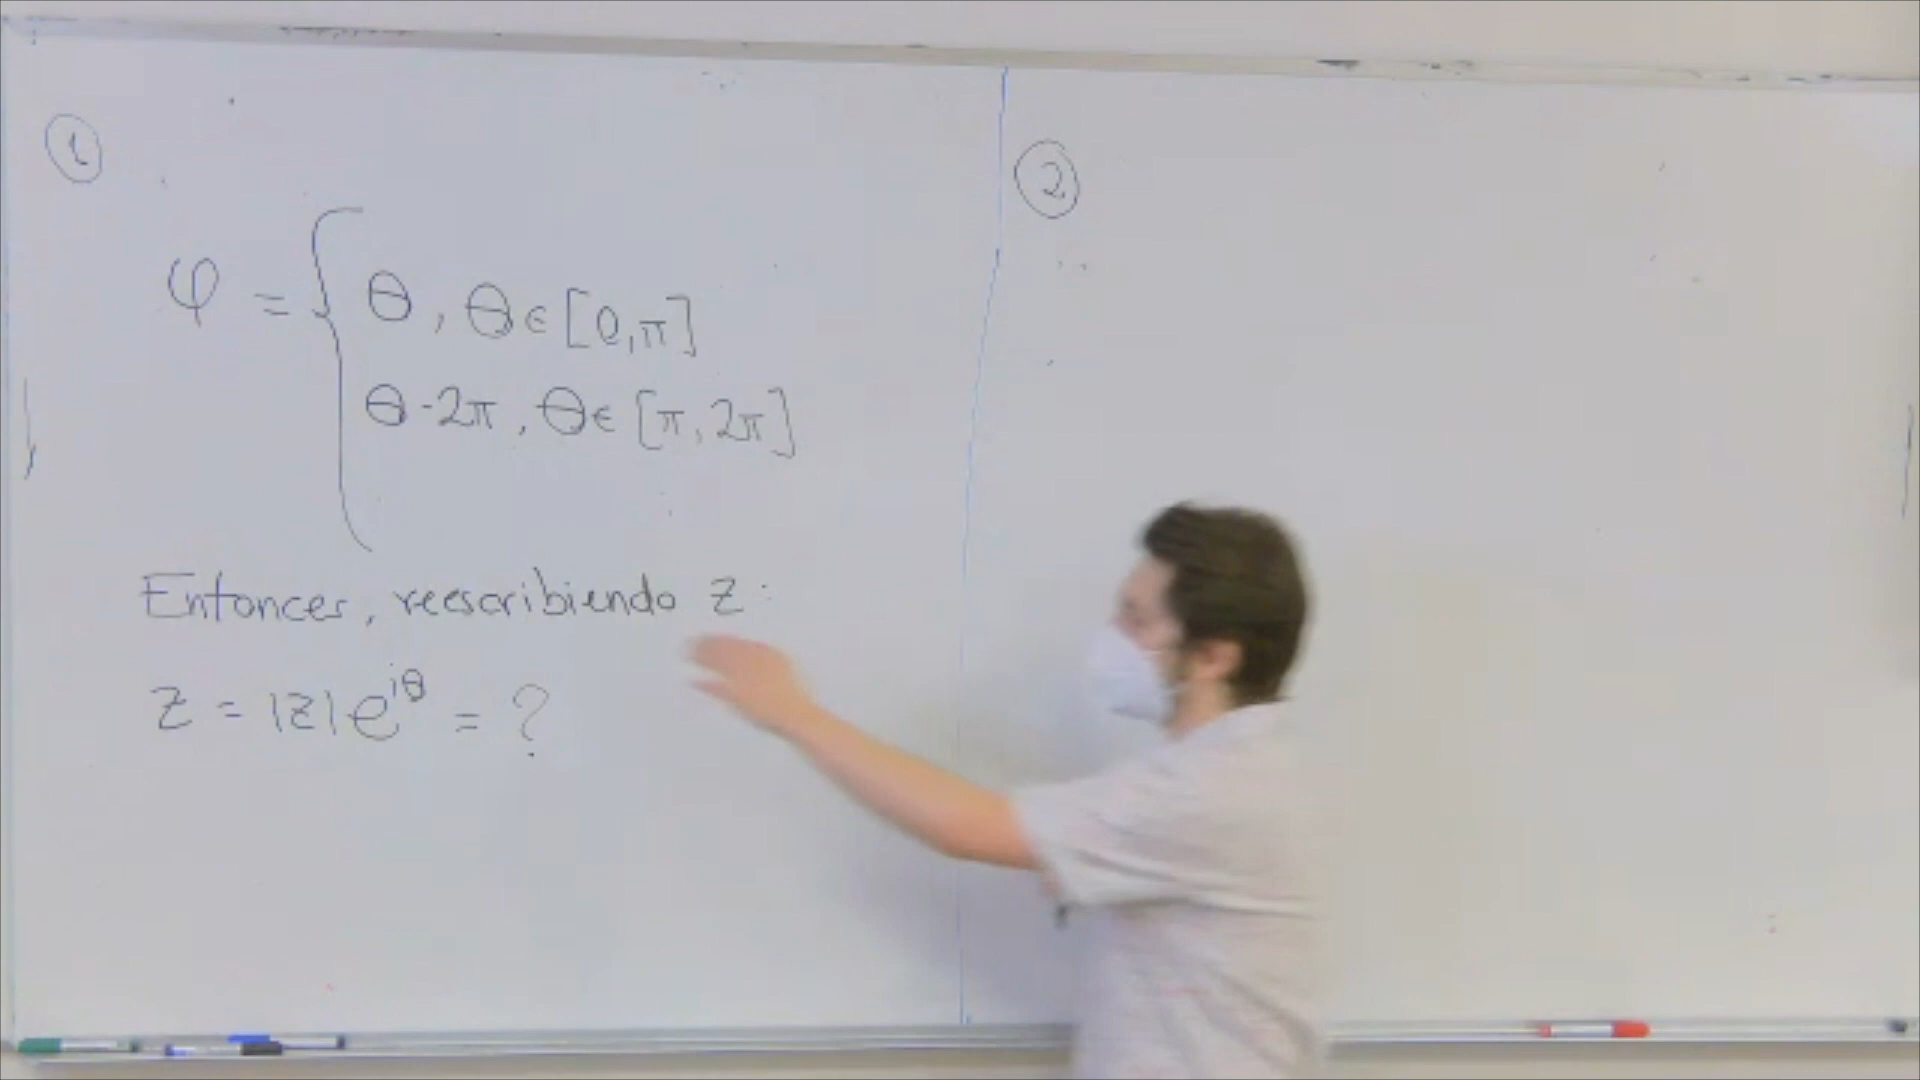 ①
φ = { θ, θ ∈ [0, π]
θ - 2π, θ ∈ [π, 2π]
Entonces, reescribiendo z:
z = |z| e^{iθ} = ?
②